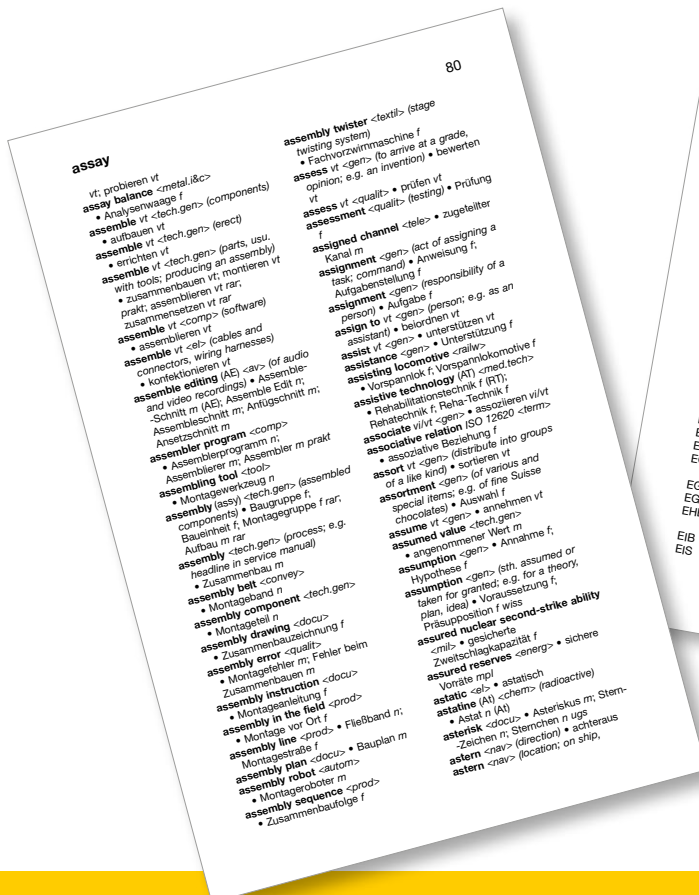 80
assay
vt; probieren vt
assay balance <metal.i&c>
• Analysenwaage f
assemble vt <tech.gen> (components)
• aufbauen vt
assemble vt <tech.gen> (erect)
• errichten vt
assemble vt <tech.gen> (parts, usu.
with tools; producing an assembly)
• zusammenbauen vt; montieren vt
prakt; assemblieren vt rar;
zusammensetzen vt rar
assemble vt <comp> (software)
• assemblieren vt
assemble vt <el> (cables and
connectors, wiring harnesses)
• konfektionieren vt
assemble editing (AE) <av> (of audio
and video recordings) • Assemble-
-Schnitt m (AE); Assemble Edit n;
Assembleschnitt m; Anfügschnitt m;
Ansetzschnitt m
assembler program <comp>
• Assemblerprogramm n;
Assemblierer m; Assembler m prakt
assembling tool <tool>
• Montagewerkzeug n
assembly (assy) <tech.gen> (assembled
components) • Baugruppe f;
Baueinheit f; Montagegruppe f rar;
Aufbau m rar
assembly <tech.gen> (process; e.g.
headline in service manual)
• Zusammenbau m
assembly belt <convey>
• Montageband n
assembly component <tech.gen>
• Montageteil n
assembly drawing <docu>
• Zusammenbauzeichnung f
assembly error <qualit>
• Montagefehler m; Fehler beim
Zusammenbauen m
assembly instruction <docu>
• Montageanleitung f
assembly in the field <prod>
• Montage vor Ort f
assembly line <prod> • Fließband n;
Montagestraße f
assembly plan <docu> • Bauplan m
assembly robot <autom>
• Montageroboter m
assembly sequence <prod>
• Zusammenbaufolge f
assembly twister <textil> (stage
twisting system)
• Fachvorzwirnmaschine f
assess vt <gen> (to arrive at a grade,
opinion; e.g. an invention) • bewerten
vt
assess vt <qualit> • prüfen vt
assessment <qualit> (testing) • Prüfung
f
assigned channel <tele> • zugeteilter
Kanal m
assignment <gen> (act of assigning a
task; command) • Anweisung f;
Aufgabenstellung f
assignment <gen> (responsibility of a
person) • Aufgabe f
assign to vt <gen> (person; e.g. as an
assistant) • beiordnen vt
assist vt <gen> • unterstützen vt
assistance <gen> • Unterstützung f
assisting locomotive <railw>
• Vorspannlok f; Vorspannlokomotive f
assistive technology (AT) <med.tech>
• Rehabilitationstechnik f (RT);
Rehatechnik f; Reha-Technik f
associate vi/vt <gen> • assoziieren vi/vt
associative relation ISO 12620 <term>
• assoziative Beziehung f
assort vt <gen> (distribute into groups
of a like kind) • sortieren vt
assortment <gen> (of various and
special items; e.g. of fine Suisse
chocolates) • Auswahl f
assume vt <gen> • annehmen vt
assumed value <tech.gen>
• angenommener Wert m
assumption <gen> • Annahme f;
Hypothese f
assumption <gen> (sth. assumed or
taken for granted; e.g. for a theory,
plan, idea) • Voraussetzung f;
Präsupposition f wiss
assured nuclear second-strike ability
<mil> • gesicherte
Zweitschlagkapazität f
assured reserves <energ> • sichere
Vorräte mpl
astatic <el> • astatisch
astatine (At) <chem> (radioactive)
• Astat n (At)
asterisk <docu> • Asteriskus m; Stern-
-Zeichen n; Sternchen n ugs
astern <nav> (direction) • achteraus
astern <nav> (location; on ship,
EIB
EIS